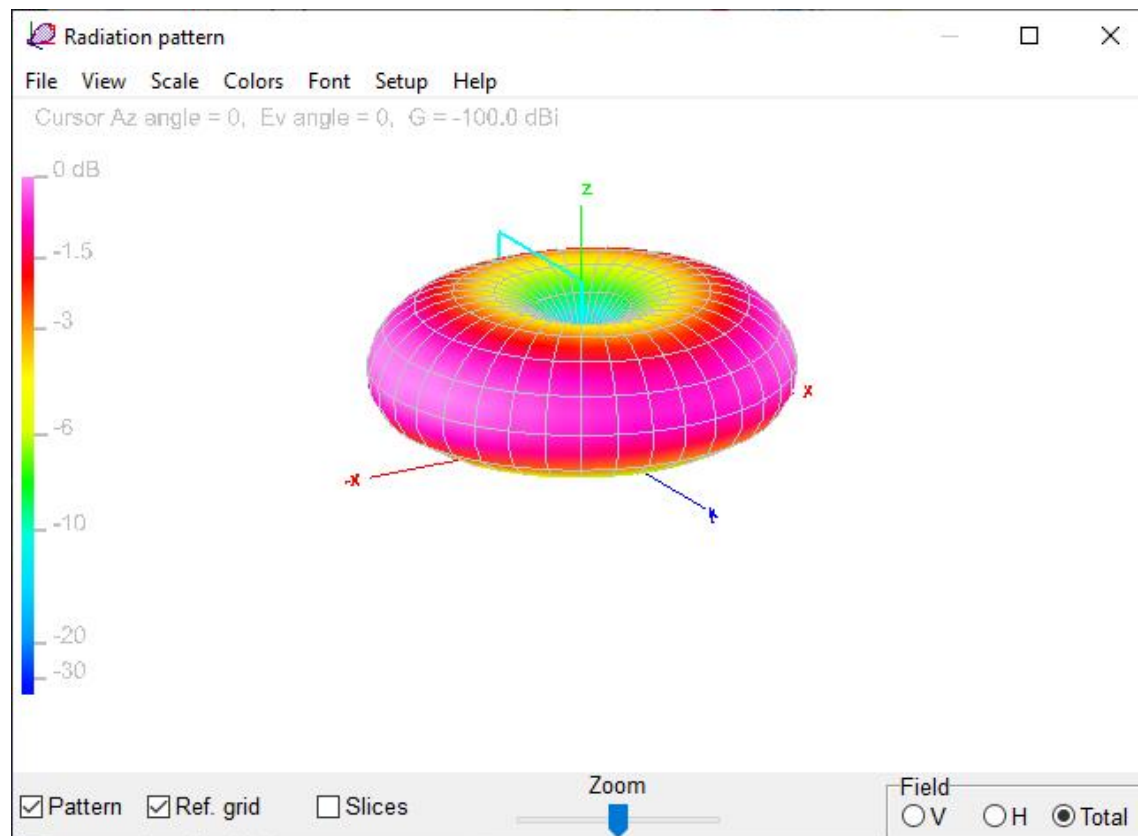 Radiation pattern
File View Scale Colors Font Setup Help
Cursor Az angle = 0, Ev angle = 0, G = -100.0 dBi
0 dB
-1.5
-3
-6
-10
-20
-30
z
x
-x
Zoom
Field
Pattern Ref. grid Slices V H Total